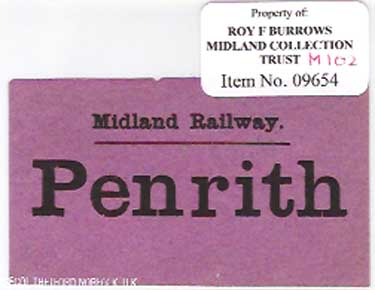 Property of:
ROY F BURROWS
MIDLAND COLLECTION
TRUST M102
Item No. 09654
Midland Railway.
Penrith